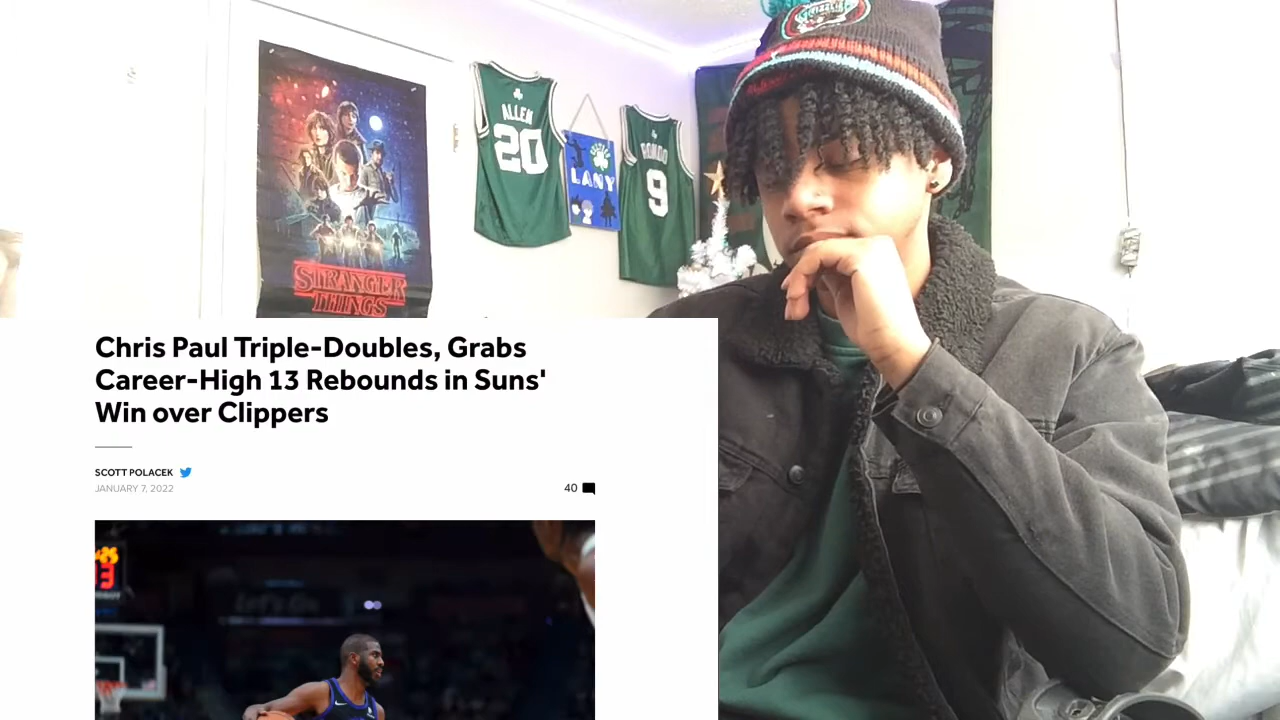 GRIZZLIES
ALLEN
20
RONDO
9
LANY
STRANGER
THINGS
Chris Paul Triple-Doubles, Grabs
Career-High 13 Rebounds in Suns'
Win over Clippers
SCOTT POLACEK
JANUARY 7, 2022
40